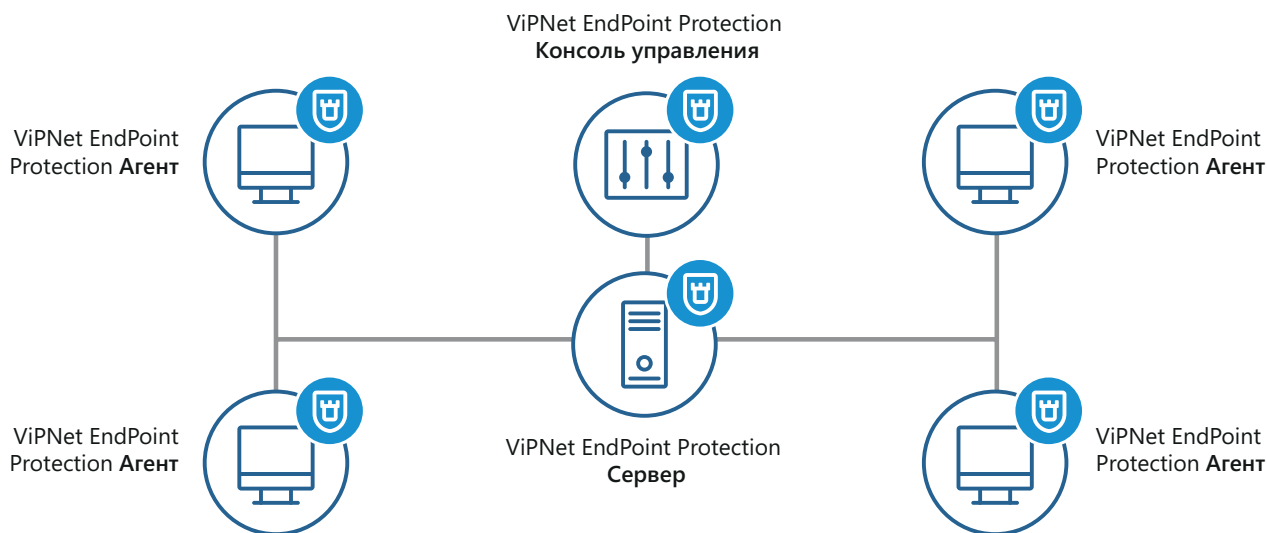 ViPNet EndPoint Protection
Консоль управления
ViPNet EndPoint
Protection Агент
ViPNet EndPoint
Protection Агент
ViPNet EndPoint
Protection Агент
ViPNet EndPoint Protection
Сервер
ViPNet EndPoint
Protection Агент